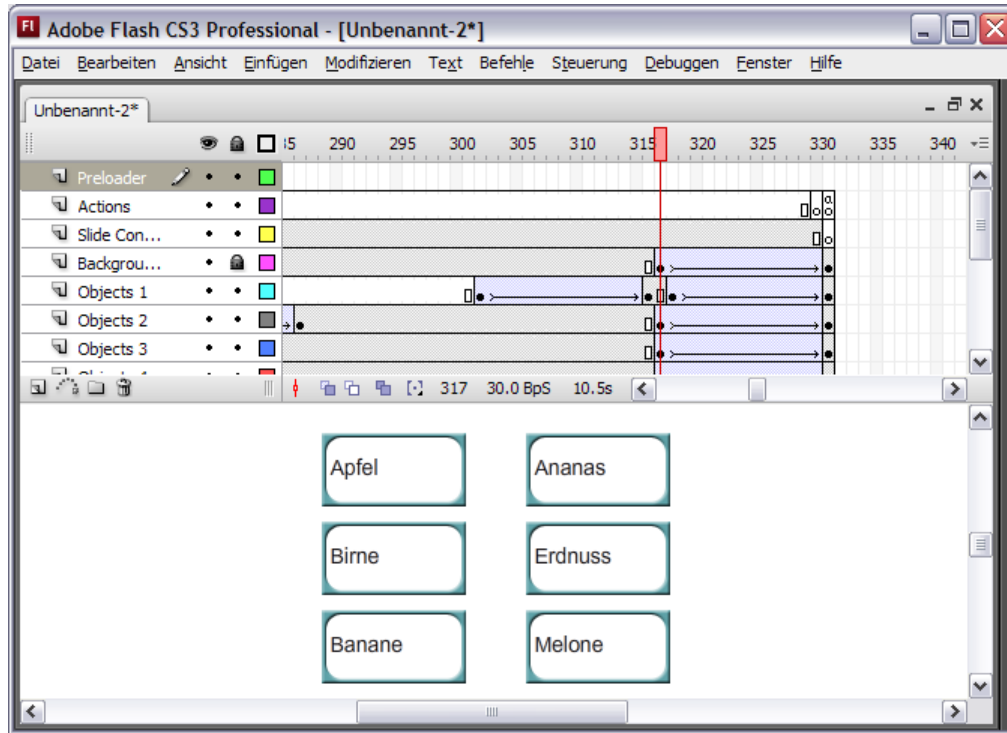 Fl Adobe Flash CS3 Professional - [Unbenannt-2*]
Datei Bearbeiten Ansicht Einfügen Modifizieren Text Befehle Steuerung Debuggen Fenster Hilfe
Unbenannt-2*
290 295 300 305 310 315 320 325 330 335 340
Preloader
Actions
a
Slide Con...
Backgrou...
Objects 1
Objects 2
Objects 3
317 30.0 BpS 10.5s
Apfel Ananas
Birne Erdnuss
Banane Melone